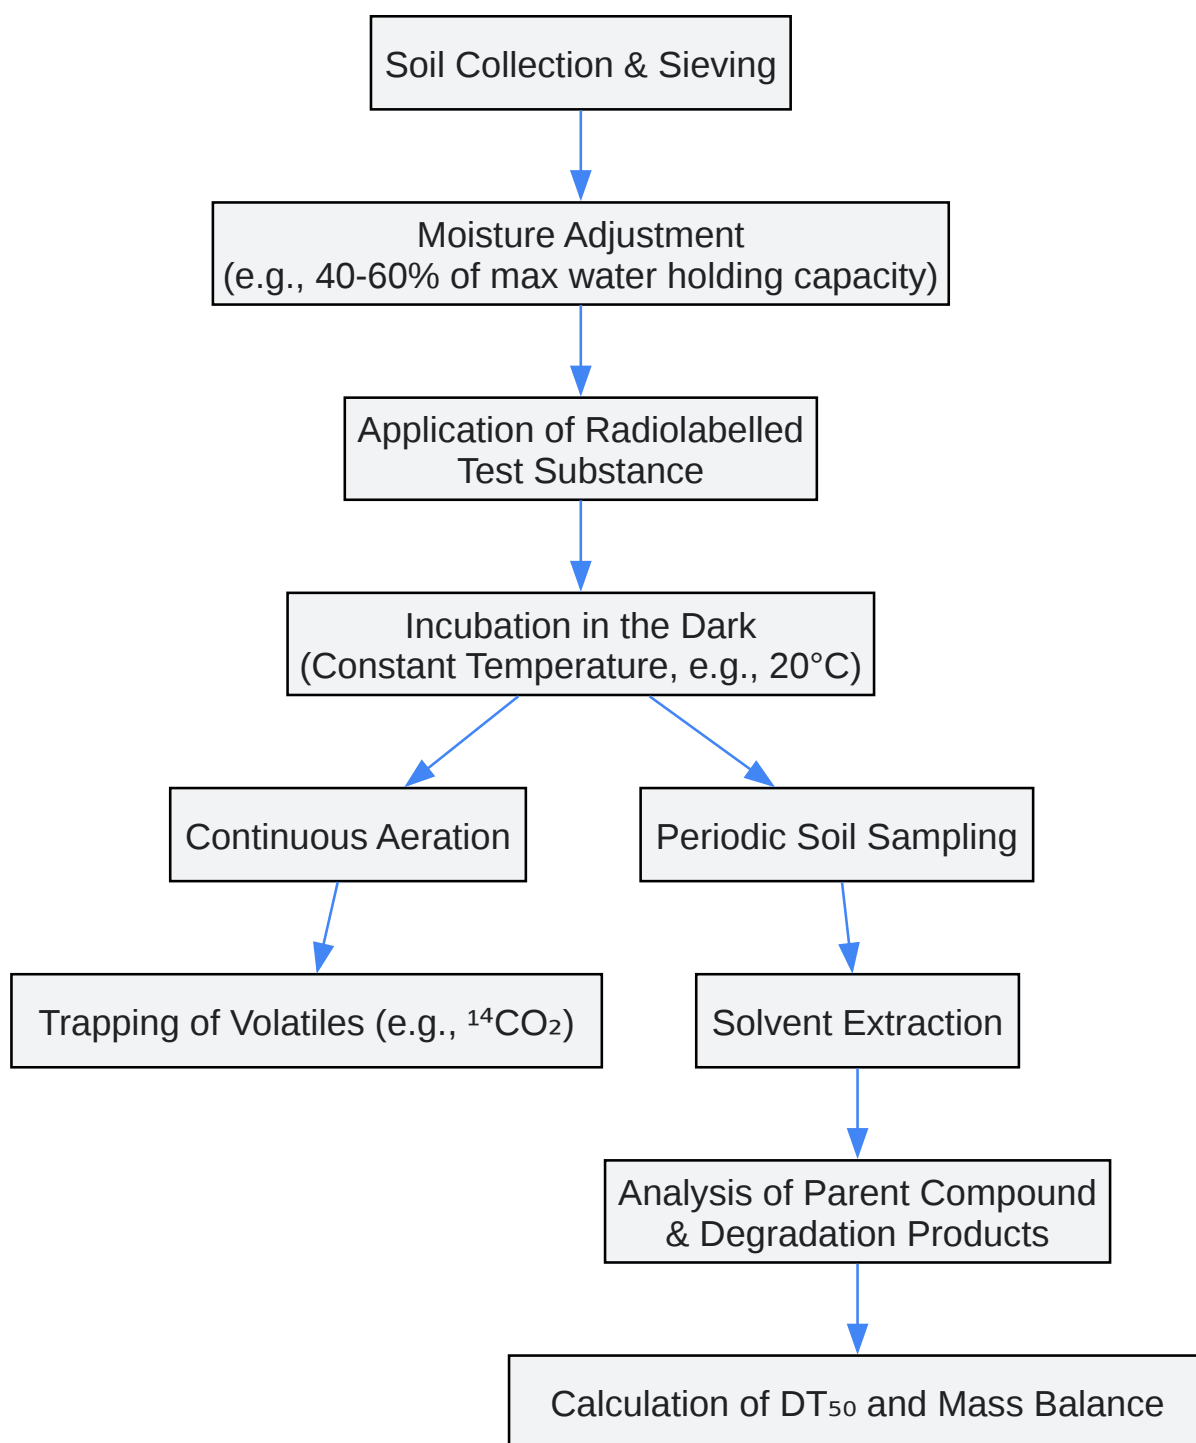 Soil Collection & Sieving
Moisture Adjustment
(e.g., 40-60% of max water holding capacity)
Application of Radiolabelled
Test Substance
Incubation in the Dark
(Constant Temperature, e.g., 20°C)
Continuous Aeration
Periodic Soil Sampling
Trapping of Volatiles (e.g., ¹⁴CO₂)
Solvent Extraction
Analysis of Parent Compound
& Degradation Products
Calculation of DT₅₀ and Mass Balance